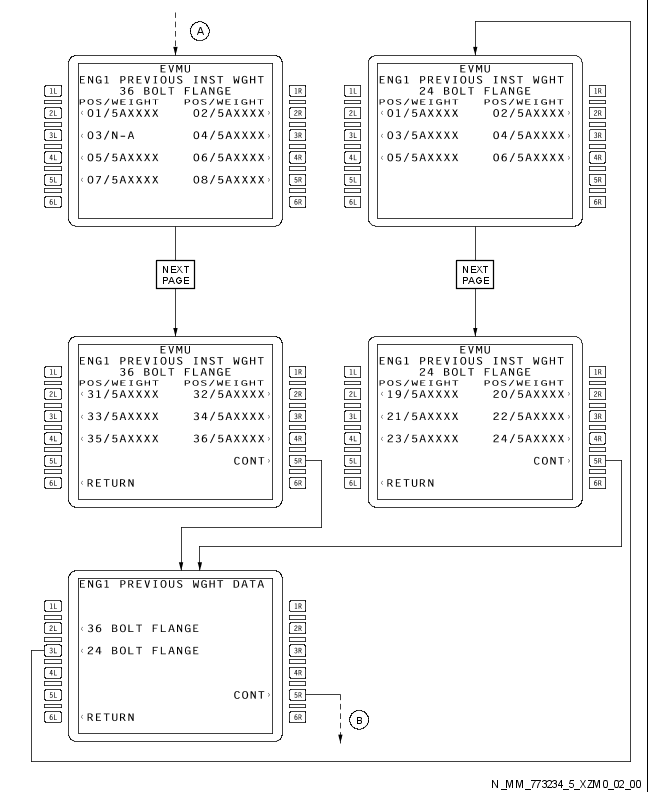 A
EVMU
ENG1 PREVIOUS INST WGHT
36 BOLT FLANGE
POS/WEIGHT POS/WEIGHT
‹01/5AXXXX 02/5AXXXX›
‹03/N-A 04/5AXXXX›
‹05/5AXXXX 06/5AXXXX›
‹07/5AXXXX 08/5AXXXX›
1L
2L
3L
4L
5L
6L
1R
2R
3R
4R
5R
6R
EVMU
ENG1 PREVIOUS INST WGHT
24 BOLT FLANGE
POS/WEIGHT POS/WEIGHT
‹01/5AXXXX 02/5AXXXX›
‹03/5AXXXX 04/5AXXXX›
‹05/5AXXXX 06/5AXXXX›
1L
2L
3L
4L
5L
6L
1R
2R
3R
4R
5R
6R
NEXT
PAGE
NEXT
PAGE
EVMU
ENG1 PREVIOUS INST WGHT
36 BOLT FLANGE
POS/WEIGHT POS/WEIGHT
‹31/5AXXXX 32/5AXXXX›
‹33/5AXXXX 34/5AXXXX›
‹35/5AXXXX 36/5AXXXX›
CONT›
‹RETURN
1L
2L
3L
4L
5L
6L
1R
2R
3R
4R
5R
6R
EVMU
ENG1 PREVIOUS INST WGHT
24 BOLT FLANGE
POS/WEIGHT POS/WEIGHT
‹19/5AXXXX 20/5AXXXX›
‹21/5AXXXX 22/5AXXXX›
‹23/5AXXXX 24/5AXXXX›
CONT›
‹RETURN
1L
2L
3L
4L
5L
6L
1R
2R
3R
4R
5R
6R
ENG1 PREVIOUS WGHT DATA
‹36 BOLT FLANGE
‹24 BOLT FLANGE
CONT›
‹RETURN
1L
2L
3L
4L
5L
6L
1R
2R
3R
4R
5R
6R
B
N_MM_773234_5_XZM0_02_00